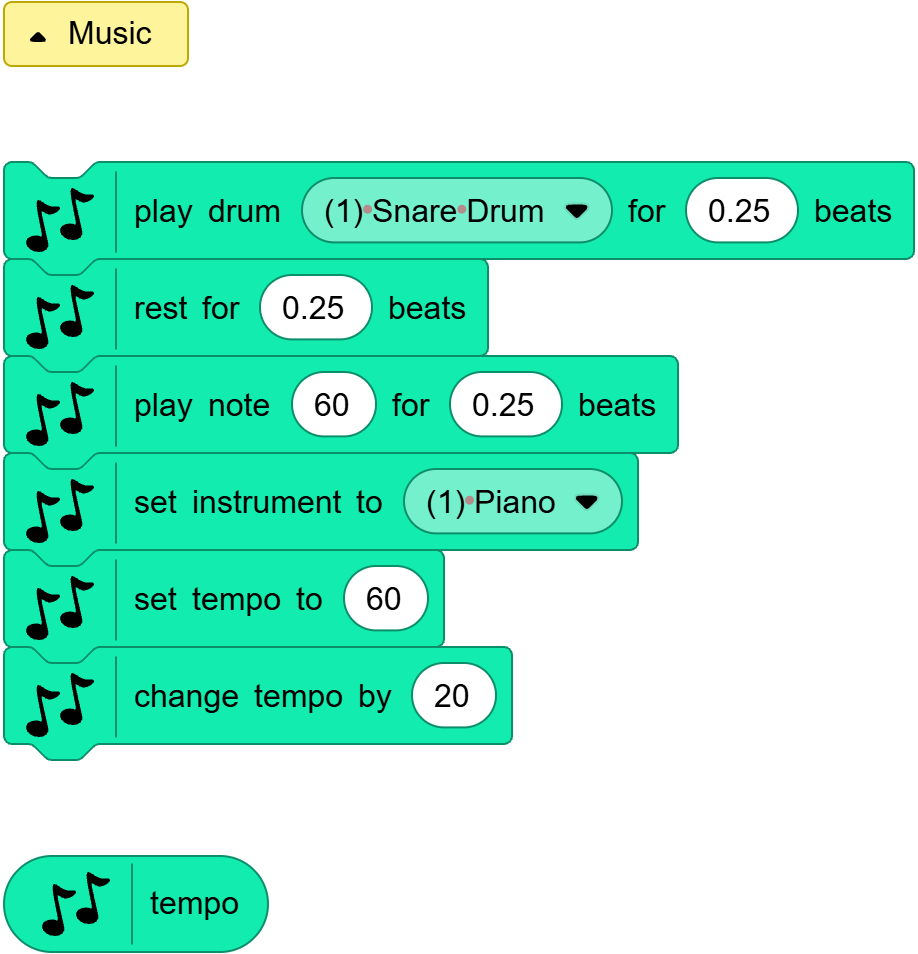 Music
play drum (1) Snare Drum for 0.25 beats
rest for 0.25 beats
play note 60 for 0.25 beats
set instrument to (1) Piano
set tempo to 60
change tempo by 20
tempo